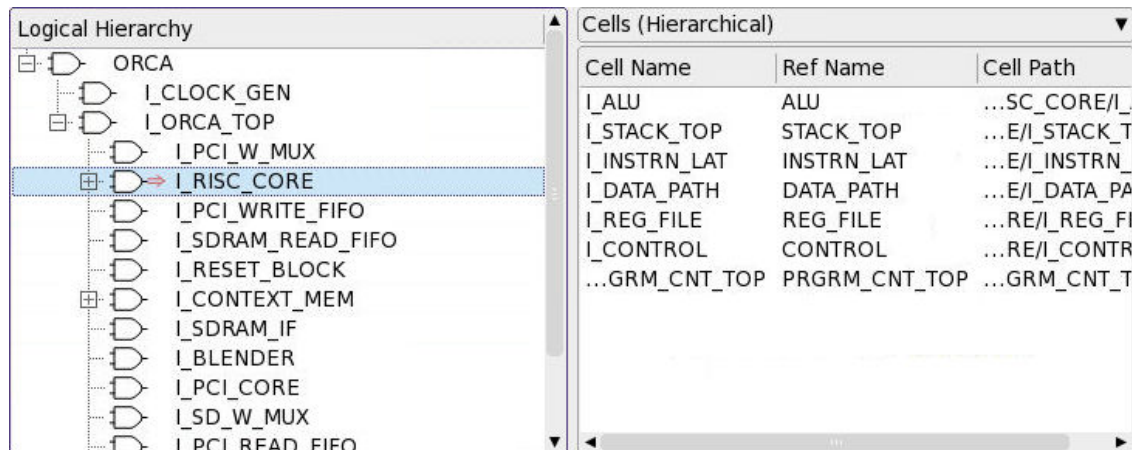 Logical Hierarchy
ORCA
I_CLOCK_GEN
I_ORCA_TOP
I_PCI_W_MUX
I_RISC_CORE
I_PCI_WRITE_FIFO
I_SDRAM_READ_FIFO
I_RESET_BLOCK
I_CONTEXT_MEM
I_SDRAM_IF
I_BLENDER
I_PCI_CORE
I_SD_W_MUX
I_PCI_READ_FIFO
Cells (Hierarchical)
Cell Name Ref Name Cell Path
I_ALU ALU ...SC_CORE/I_
I_STACK_TOP STACK_TOP ...E/I_STACK_T
I_INSTRN_LAT INSTRN_LAT ...E/I_INSTRN_
I_DATA_PATH DATA_PATH ...E/I_DATA_PA
I_REG_FILE REG_FILE ...RE/I_REG_FI
I_CONTROL CONTROL ...RE/I_CONTR
...GRM_CNT_TOP PRGRM_CNT_TOP ...GRM_CNT_T